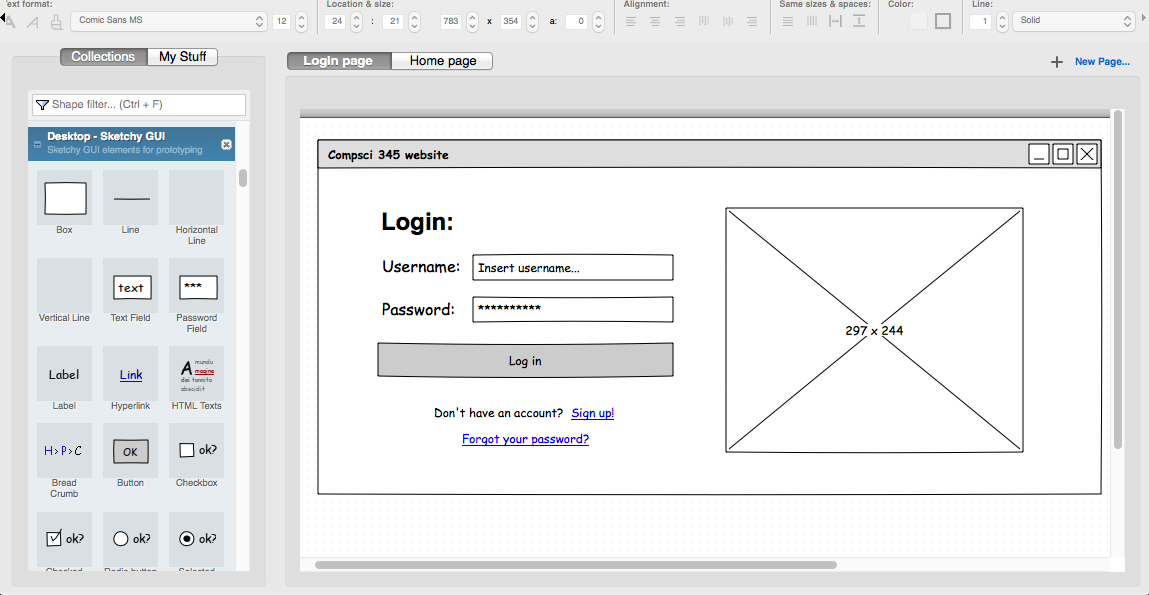 Text format:
Location & size:
Alignment:
Same sizes & spaces:
Color:
Line:
Comic Sans MS
12
24 : 21
783 x 354
a: 0
1
Solid
Collections
My Stuff
Login page
Home page
New Page...
Shape filter... (Ctrl + F)
Desktop - Sketchy GUI
Sketchy GUI elements for prototyping
Box
Line
Horizontal
Line
text
***
Vertical Line
Text Field
Password
Field
Label
Link
A mundu
magine
dei tonnito
abucidit
Label
Hyperlink
HTML Texts
H>P>C
OK
ok?
Bread
Crumb
Button
Checkbox
ok?
ok?
ok?
Checked
Radio button
Selected
Compsci 345 website
Login:
Username:
Insert username...
Password:
**********
Log in
Don't have an account? Sign up!
Forgot your password?
297 x 244